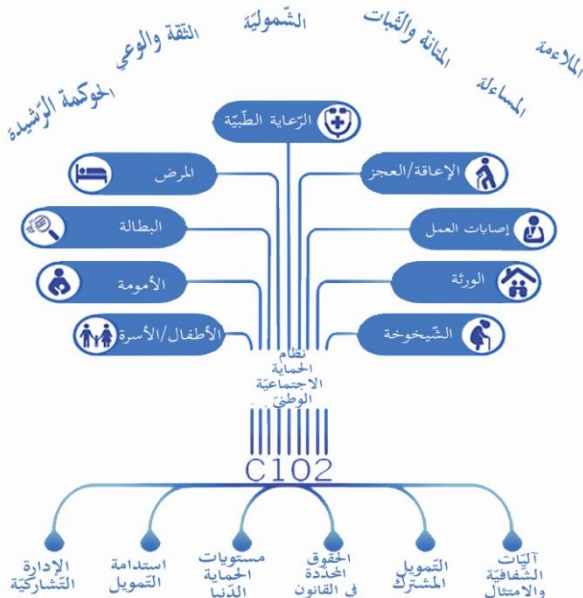 الملاءمة
المساءلة
المتانة والثّبات
الشّموليّة
الثّقة والوعي
الحوكمة الرّشيدة
الرّعاية الطّبيّة
الإعاقة/العجز
المرض
إصابات العمل
البطالة
الورثة
الأمومة
الشّيخوخة
الأطفال/الأسرة
نظام
الحماية
الاجتماعيّة
الوطنيّ
C102
آليّات
الشّفافيّة
والامتثال
التّمويل
المشترك
الحقوق
المحدّدة
في القانون
مستويات
الحماية
الدّنيا
استدامة
التّمويل
الإدارة
التّشاركيّة